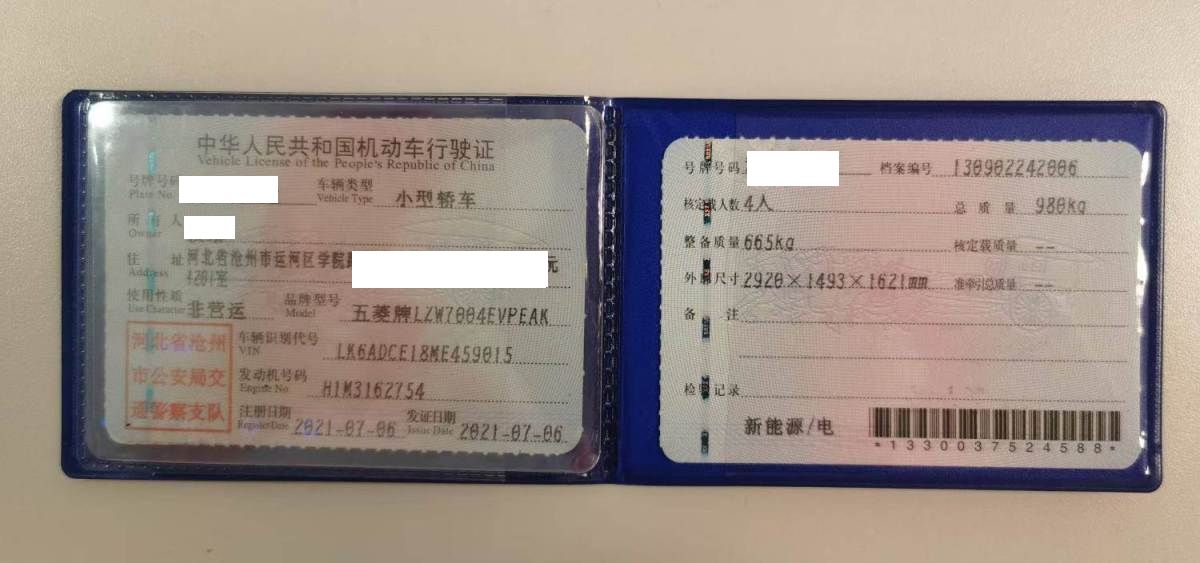 中华人民共和国机动车行驶证
Vehicle License of the People's Republic of China
号牌号码 车辆类型 小型轿车
Plate No. Vehicle Type
所有人
Owner
住址 河北省沧州市运河区学院
Address 4201室
使用性质 非营运 品牌型号 五菱牌LZW7004EVPEAK
Use Character Model
河北省沧州
市公安局交
通警察支队
车辆识别代号 LK6ADCE18ME459015
VIN
发动机号码 H1M3162754
Engine No.
注册日期 2021-07-06 发证日期 2021-07-06
Register Date Issue Date
号牌号码 档案编号 130902242006
核定载人数 4人 总质量 980kg
整备质量 665kg 核定载质量 --
外廓尺寸 2920×1493×1621mm 准牵引总质量 --
备注
检验记录
新能源/电
*1330037524588*